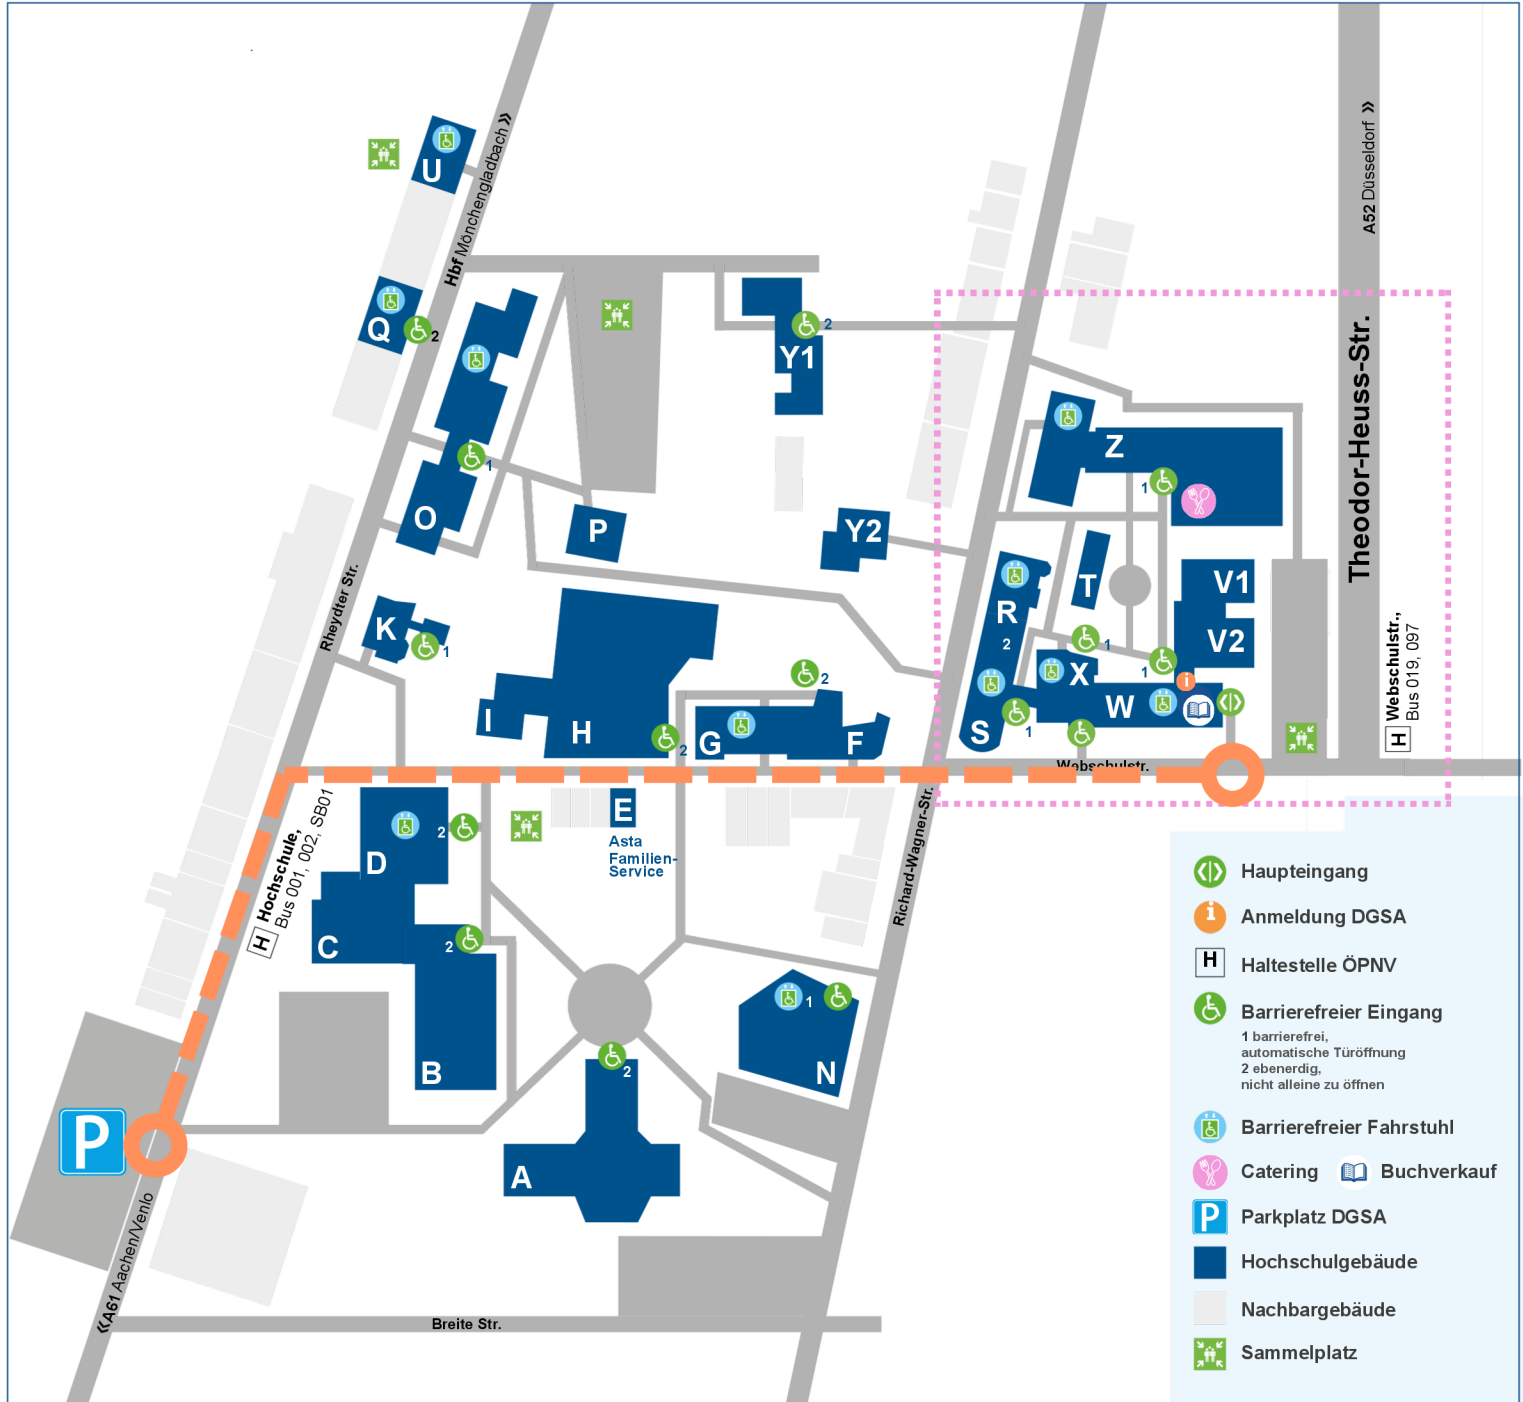 U
Hbf Mönchengladbach »
A52 Düsseldorf »
Q
2
Y1
2
Theodor-Heuss-Str.
Z
1
1
O
P
Y2
T
V1
R
2
V2
K
1
Rheydter Str.
1
1
X
i
W
S
1
2
I
H
2
G
F
Webschulstr.,
Bus 019, 097
H
Webschulstr.
Hochschule,
Bus 001, 002, SB01
H
E
Asta
Familien-
Service
D
2
C
2
B
Richard-Wagner-Str.
1
N
2
A
P
«A61 Aachen/Venlo
Breite Str.
Haupteingang
i
Anmeldung DGSA
H
Haltestelle ÖPNV
Barrierefreier Eingang
1 barrierefrei,
automatische Türöffnung
2 ebenerdig,
nicht alleine zu öffnen
Barrierefreier Fahrstuhl
Catering
Buchverkauf
P
Parkplatz DGSA
Hochschulgebäude
Nachbargebäude
Sammelplatz